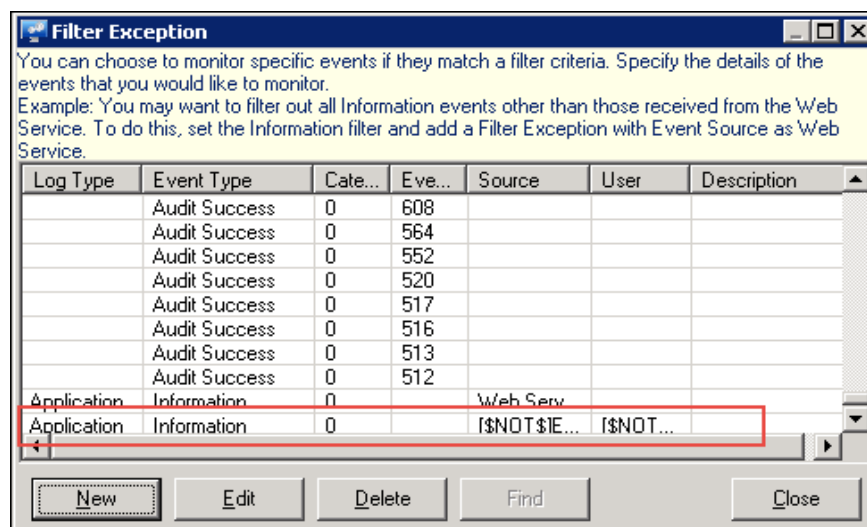 Filter Exception
You can choose to monitor specific events if they match a filter criteria. Specify the details of the
events that you would like to monitor.
Example: You may want to filter out all Information events other than those received from the Web
Service. To do this, set the Information filter and add a Filter Exception with Event Source as Web
Service.
Log Type Event Type Cate... Eve... Source User Description
Audit Success 0 608
Audit Success 0 564
Audit Success 0 552
Audit Success 0 520
Audit Success 0 517
Audit Success 0 516
Audit Success 0 513
Audit Success 0 512
Application Information 0 Web Serv
Application Information 0 [$NOT$]E... [$NOT...
New Edit Delete Find Close